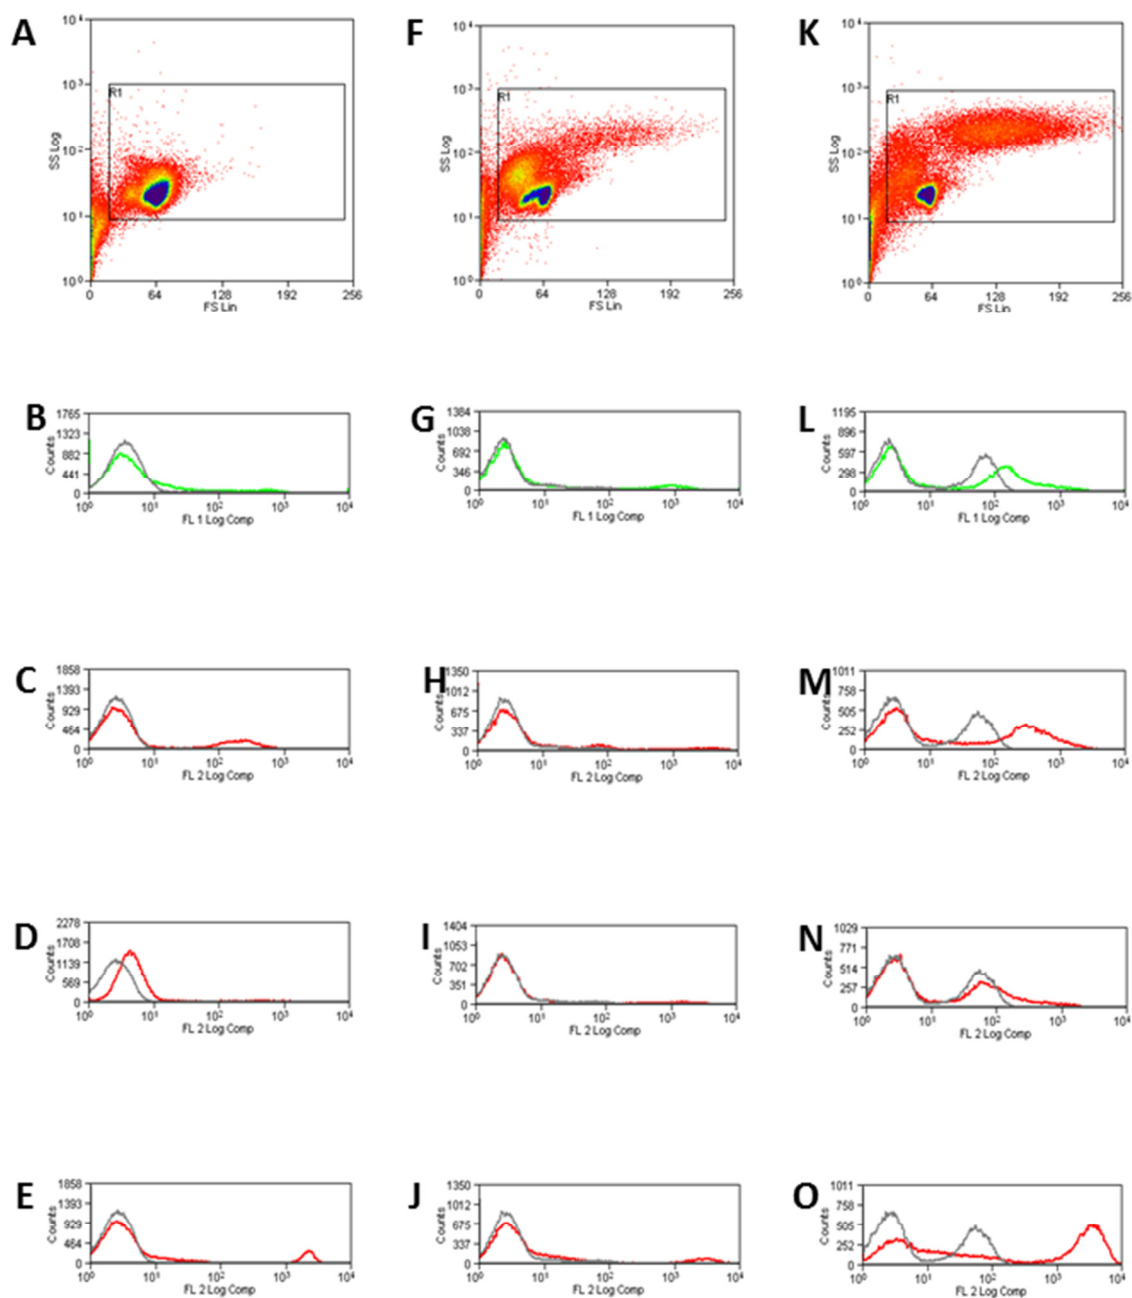 A
10⁴
10³
10²
10¹
10⁰
SS Log
R1
0 64 128 192 256
FS Lin
F
10⁴
10³
10²
10¹
10⁰
SS Log
R1
0 64 128 192 256
FS Lin
K
10⁴
10³
10²
10¹
10⁰
SS Log
R1
0 64 128 192 256
FS Lin
B
1765
1323
882
441
0
Counts
10⁰ 10¹ 10² 10³ 10⁴
FL 1 Log Comp
G
1384
1038
692
346
0
Counts
10⁰ 10¹ 10² 10³ 10⁴
FL 1 Log Comp
L
1195
896
597
298
0
Counts
10⁰ 10¹ 10² 10³ 10⁴
FL 1 Log Comp
C
1858
1393
929
464
0
Counts
10⁰ 10¹ 10² 10³ 10⁴
FL 2 Log Comp
H
1350
1012
675
337
0
Counts
10⁰ 10¹ 10² 10³ 10⁴
FL 2 Log Comp
M
1011
758
505
252
0
Counts
10⁰ 10¹ 10² 10³ 10⁴
FL 2 Log Comp
D
2278
1708
1139
569
0
Counts
10⁰ 10¹ 10² 10³ 10⁴
FL 2 Log Comp
I
1404
1053
702
351
0
Counts
10⁰ 10¹ 10² 10³ 10⁴
FL 2 Log Comp
N
1029
771
514
257
0
Counts
10⁰ 10¹ 10² 10³ 10⁴
FL 2 Log Comp
E
1858
1393
929
464
0
Counts
10⁰ 10¹ 10² 10³ 10⁴
FL 2 Log Comp
J
1350
1012
675
337
0
Counts
10⁰ 10¹ 10² 10³ 10⁴
FL 2 Log Comp
O
1011
758
505
252
0
Counts
10⁰ 10¹ 10² 10³ 10⁴
FL 2 Log Comp